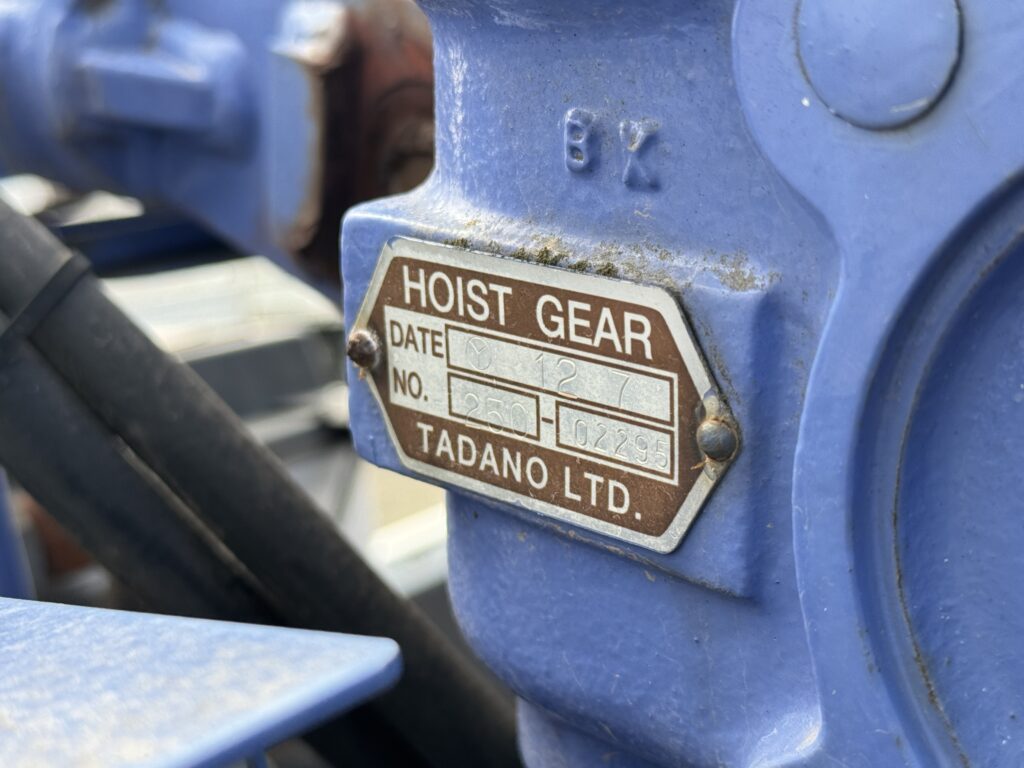 BK
HOIST GEAR
DATE Y 12 7
NO. 250-02295
TADANO LTD.